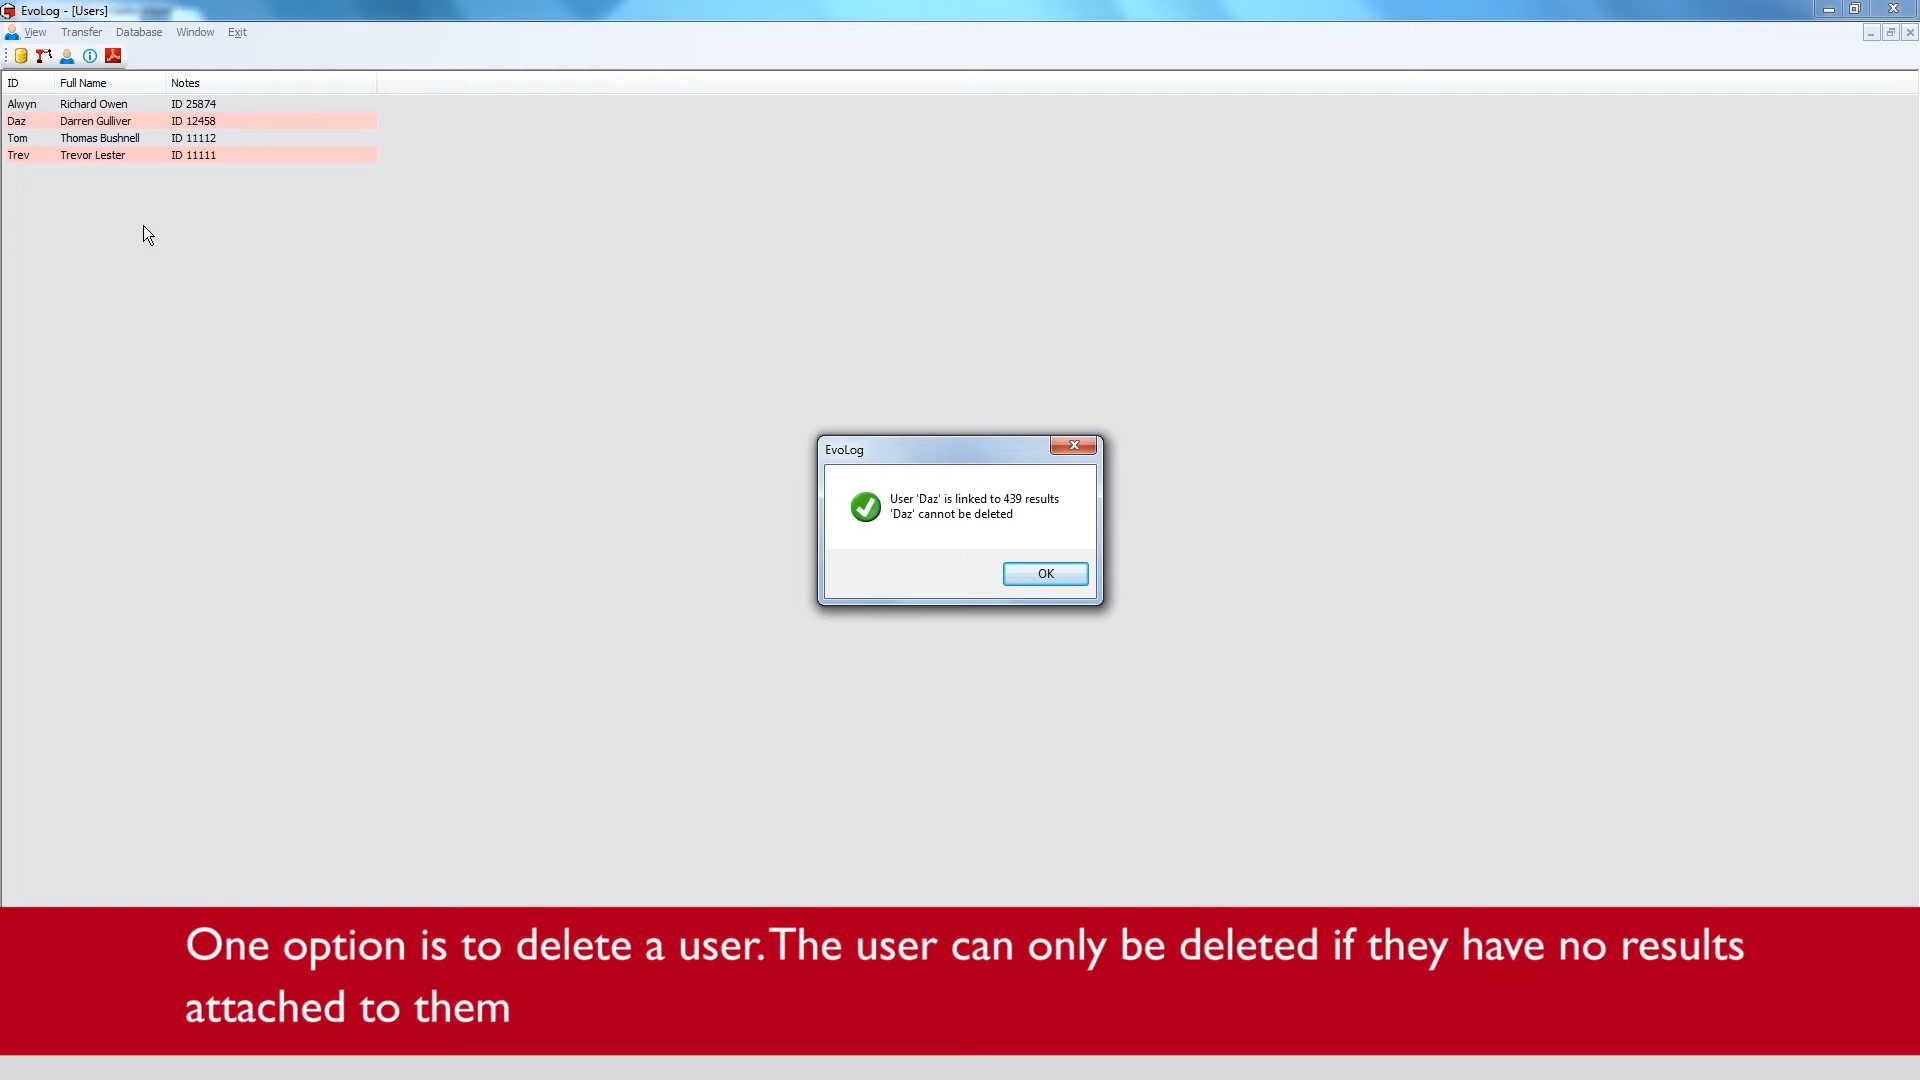 EvoLog - [Users]
View Transfer Database Window Exit
ID Full Name Notes
Alwyn Richard Owen ID 25874
Daz Darren Gulliver ID 12458
Tom Thomas Bushnell ID 11112
Trev Trevor Lester ID 11111
EvoLog
User 'Daz' is linked to 439 results
'Daz' cannot be deleted
OK
One option is to delete a user. The user can only be deleted if they have no results
attached to them